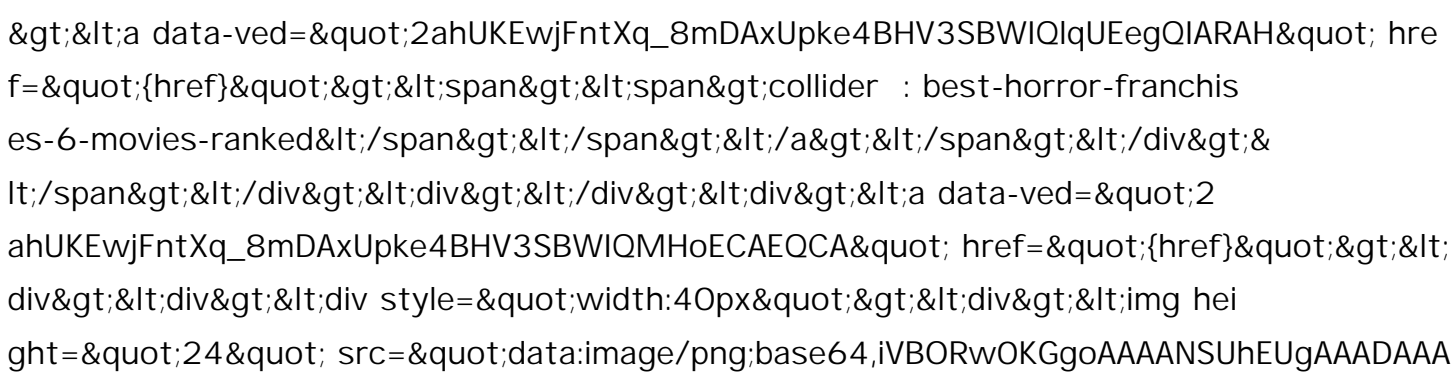 &gt;&lt;a data-ved=&quot;2ahUKEwjFntXq_8mDAxUpke4BHV3SBWIQlqUEegQIARAH&quot; hre
f=&quot;{href}&quot;&gt;&lt;span&gt;&lt;span&gt;collider : best-horror-franchis
es-6-movies-ranked&lt;/span&gt;&lt;/span&gt;&lt;/a&gt;&lt;/span&gt;&lt;/div&gt;&
lt;/span&gt;&lt;/div&gt;&lt;div&gt;&lt;/div&gt;&lt;div&gt;&lt;a data-ved=&quot;2
ahUKEwjFntXq_8mDAxUpke4BHV3SBWIQMHoECAEQCA&quot; href=&quot;{href}&quot;&gt;&lt;
div&gt;&lt;div&gt;&lt;div style=&quot;width:40px&quot;&gt;&lt;div&gt;&lt;img hei
ght=&quot;24&quot; src=&quot;data:image/png;base64,iVBORw0KGgoAAAANSUhEUgAAADAAA